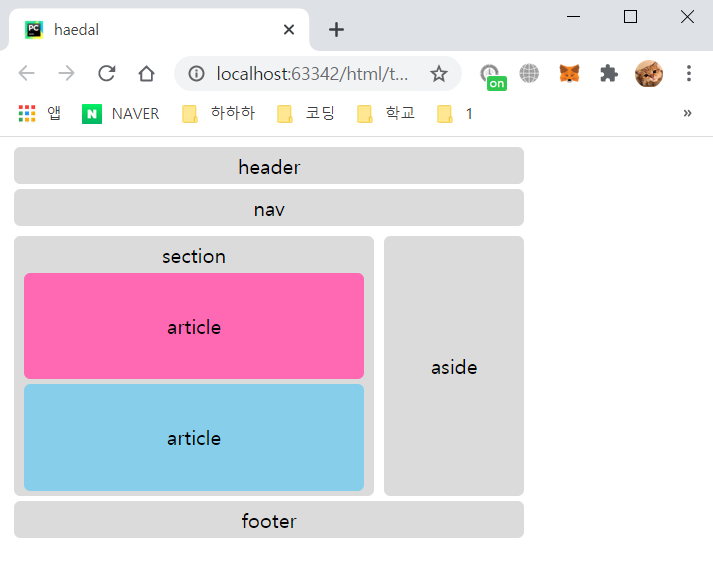 PC
haedal
localhost:63342/html/t...
on
앱 N NAVER 하하하 코딩 학교 1 »
header
nav
section
article
article
aside
footer